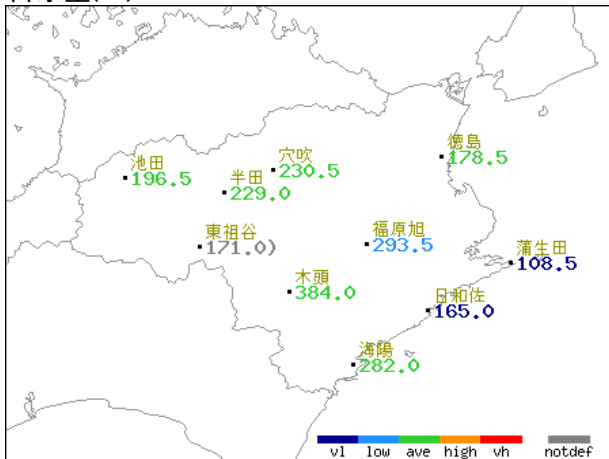 徳島
178.5
穴吹
230.5
池田
196.5
半田
229.0
東祖谷
171.0)
福原旭
293.5
蒲生田
108.5
木頭
384.0
日和佐
165.0
海陽
282.0
vl low ave high vh notdef